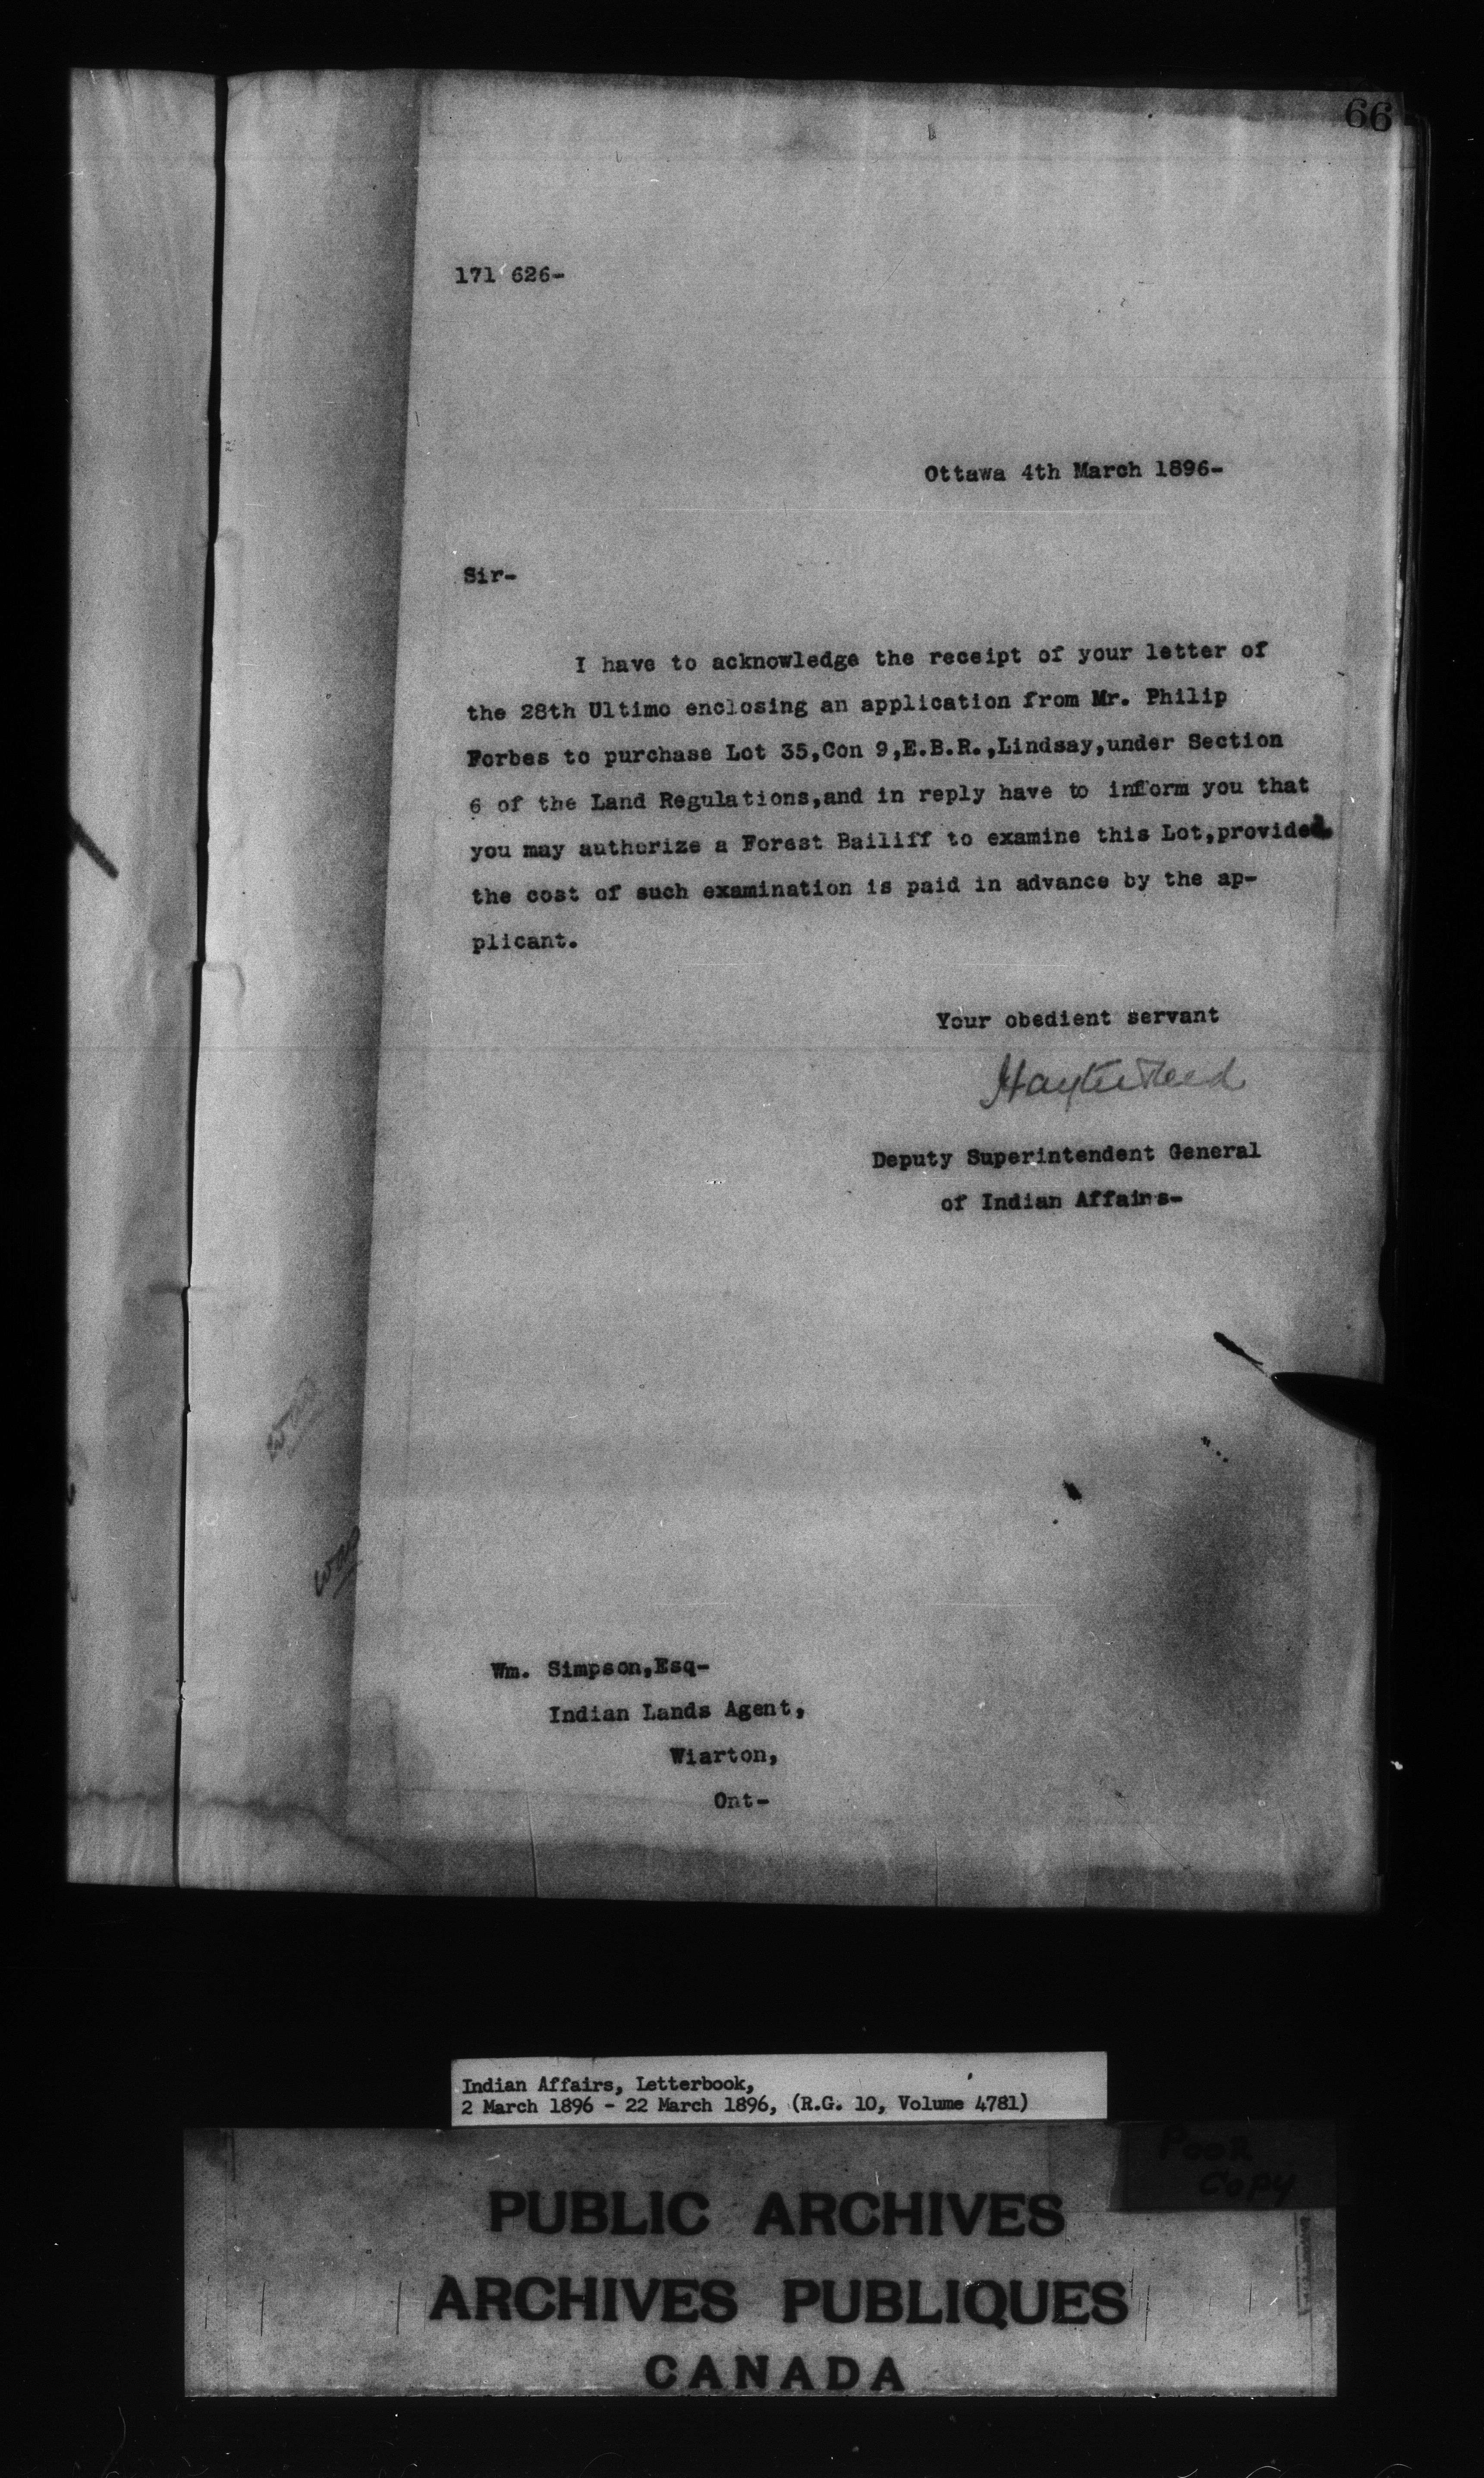 66
171 626-
Ottawa 4th March 1896-
Sir-
I have to acknowledge the receipt of your letter of
the 28th Ultimo enclosing an application from Mr. Philip
Forbes to purchase Lot 35,Con 9,E.B.R.,Lindsay,under Section
6 of the Land Regulations,and in reply have to inform you that
you may authorize a Forest Bailiff to examine this Lot,provided
the cost of such examination is paid in advance by the ap-
plicant.
Your obedient servant
Hayter Reed
Deputy Superintendent General
of Indian Affairs-
Wm. Simpson,Esq-
Indian Lands Agent,
Wiarton,
Ont-
Indian Affairs, Letterbook,
2 March 1896 - 22 March 1896, (R.G. 10, Volume 4781)
POOR
COPY
PUBLIC ARCHIVES
ARCHIVES PUBLIQUES
CANADA